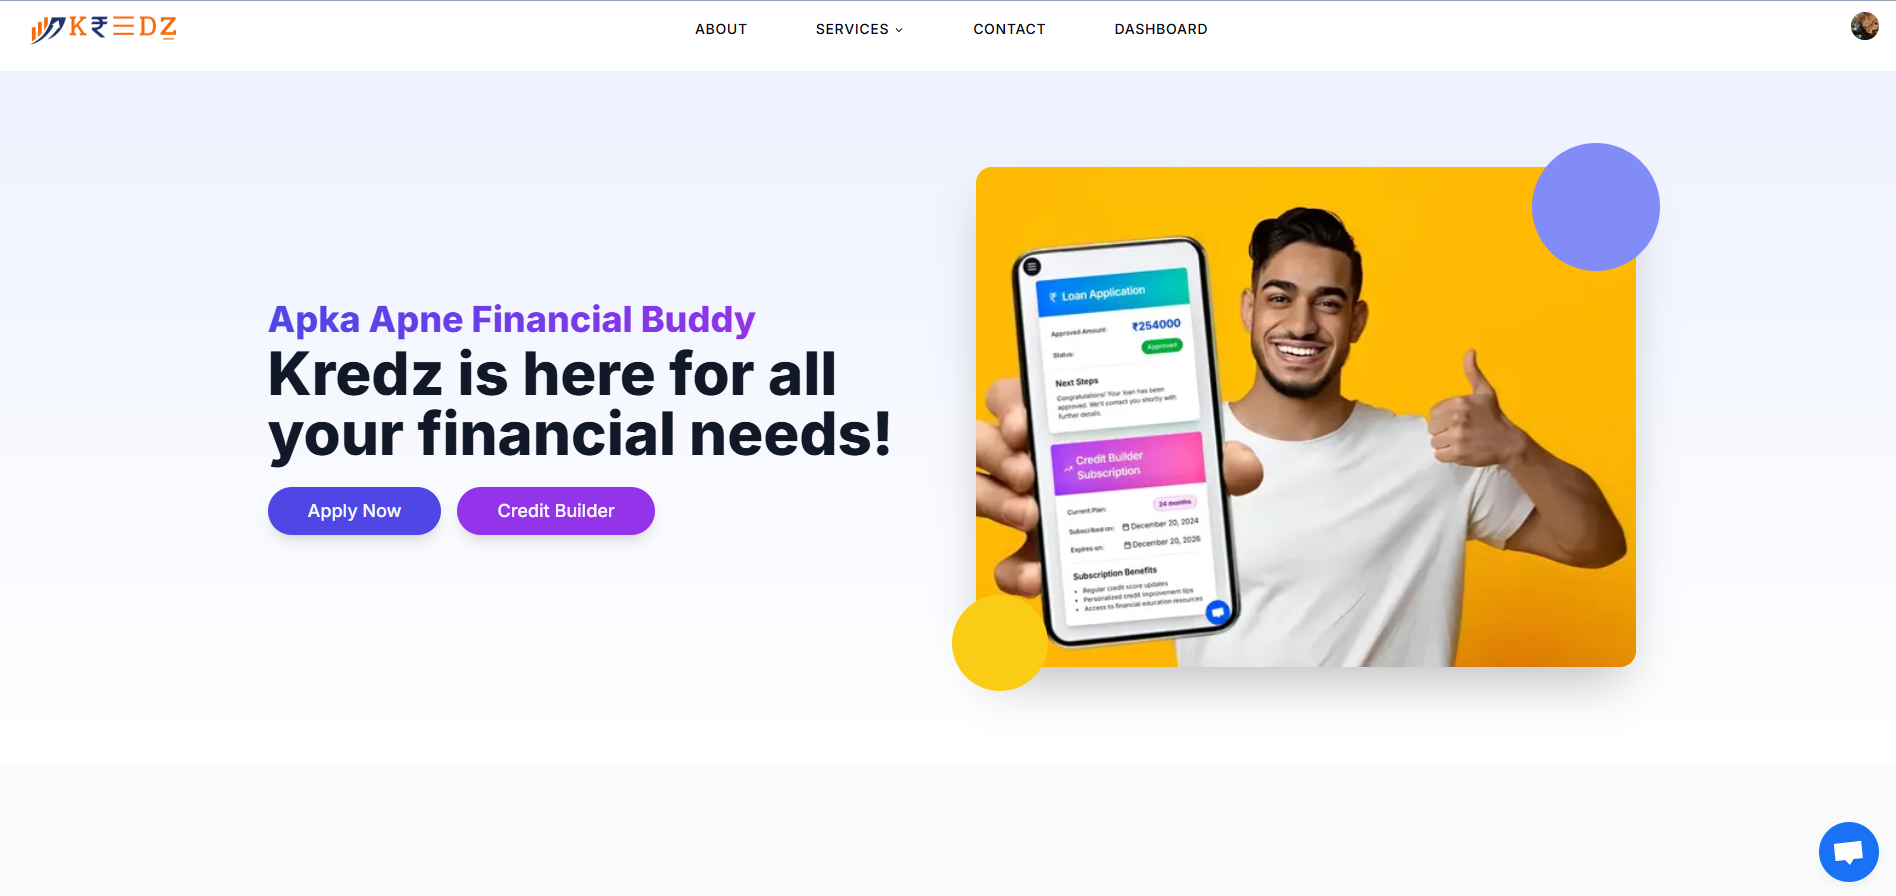 KR₹DZ
ABOUT
SERVICES
CONTACT
DASHBOARD
Apka Apne Financial Buddy
Kredz is here for all
your financial needs!
Apply Now
Credit Builder
₹ Loan Application
Approved Amount:
₹254000
Status:
Approved
Next Steps
Congratulations! Your loan has been
approved. We'll contact you shortly with
further details.
Credit Builder
Subscription
Current Plan:
24 months
Subscribed on:
December 20, 2024
Expires on:
December 20, 2026
Subscription Benefits
• Regular credit score updates
• Personalized credit improvement tips
• Access to financial education resources